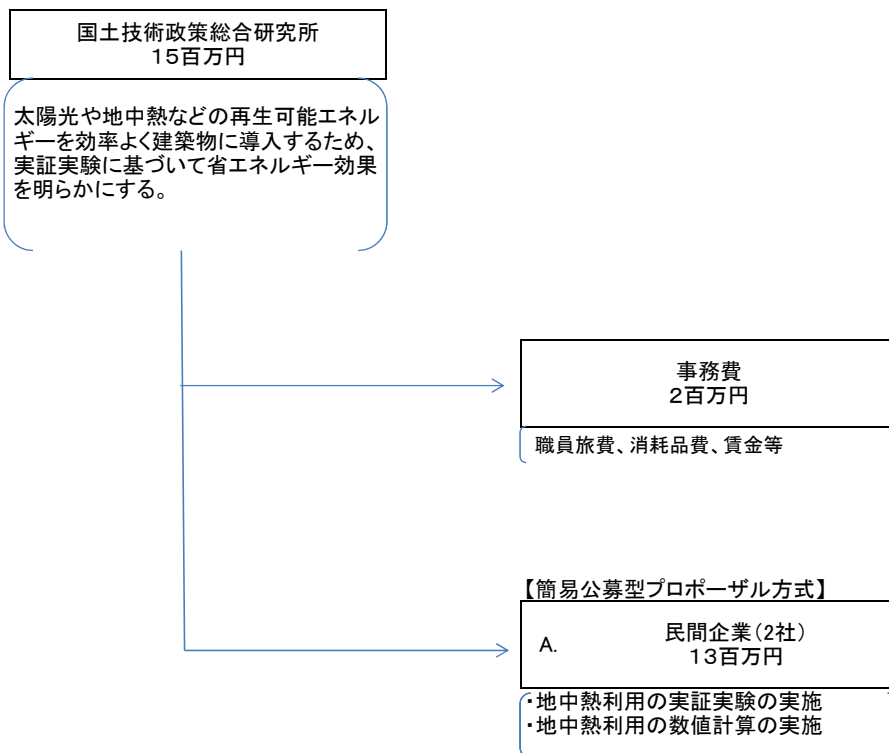 国土技術政策総合研究所
15百万円
太陽光や地中熱などの再生可能エネル
ギーを効率よく建築物に導入するため、
実証実験に基づいて省エネルギー効果
を明らかにする。
事務費
2百万円
職員旅費、消耗品費、賃金等
【簡易公募型プロポーザル方式】
A. 民間企業(2社)
13百万円
・地中熱利用の実証実験の実施
・地中熱利用の数値計算の実施